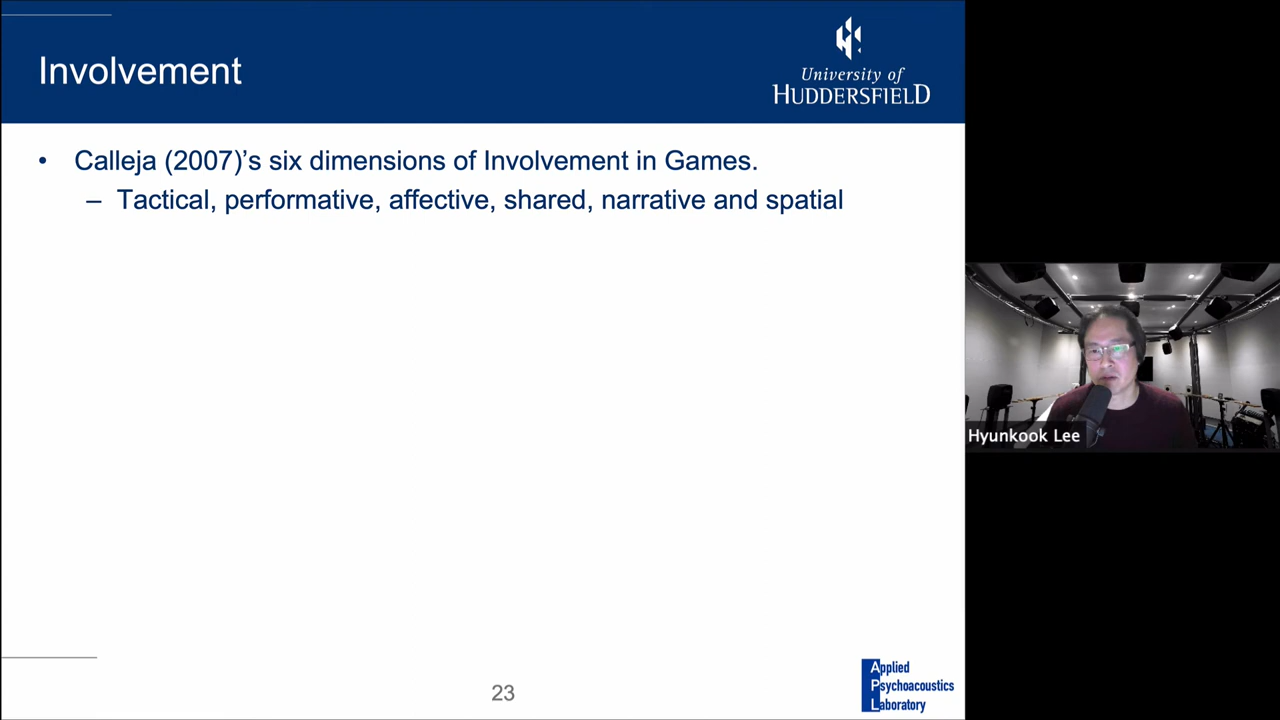 Involvement
University of
HUDDERSFIELD
• Calleja (2007)’s six dimensions of Involvement in Games.
– Tactical, performative, affective, shared, narrative and spatial
Hyunkook Lee
23
Applied
Psychoacoustics
Laboratory